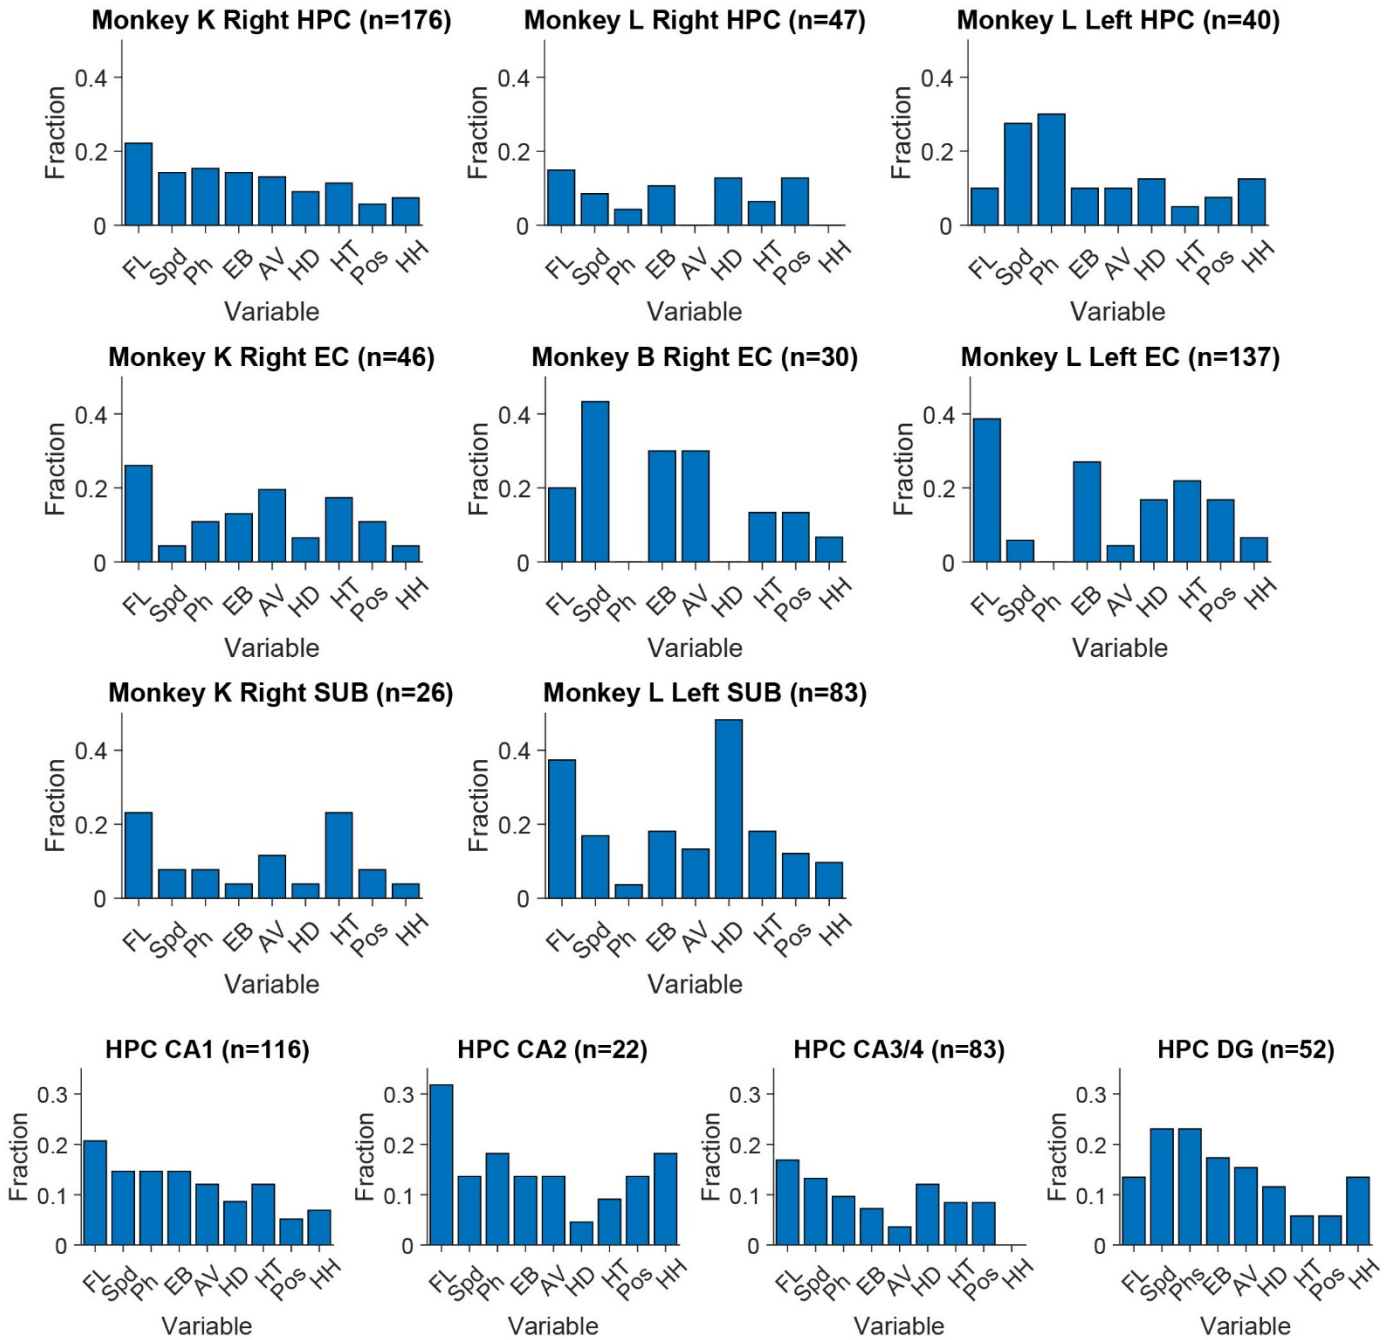 Monkey K Right HPC (n=176)
Monkey L Right HPC (n=47)
Monkey L Left HPC (n=40)
Fraction
0.4
0.2
0
FL Spd Ph EB AV HD HT Pos HH
Variable
Fraction
0.4
0.2
0
FL Spd Ph EB AV HD HT Pos HH
Variable
Fraction
0.4
0.2
0
FL Spd Ph EB AV HD HT Pos HH
Variable
Monkey K Right EC (n=46)
Monkey B Right EC (n=30)
Monkey L Left EC (n=137)
Fraction
0.4
0.2
0
FL Spd Ph EB AV HD HT Pos HH
Variable
Fraction
0.4
0.2
0
FL Spd Ph EB AV HD HT Pos HH
Variable
Fraction
0.4
0.2
0
FL Spd Ph EB AV HD HT Pos HH
Variable
Monkey K Right SUB (n=26)
Monkey L Left SUB (n=83)
Fraction
0.4
0.2
0
FL Spd Ph EB AV HD HT Pos HH
Variable
Fraction
0.4
0.2
0
FL Spd Ph EB AV HD HT Pos HH
Variable
HPC CA1 (n=116)
HPC CA2 (n=22)
HPC CA3/4 (n=83)
HPC DG (n=52)
Fraction
0.3
0.2
0.1
0
FL Spd Ph EB AV HD HT Pos HH
Variable
Fraction
0.3
0.2
0.1
0
FL Spd Ph EB AV HD HT Pos HH
Variable
Fraction
0.3
0.2
0.1
0
FL Spd Ph EB AV HD HT Pos HH
Variable
Fraction
0.3
0.2
0.1
0
FL Spd Phs EB AV HD HT Pos HH
Variable